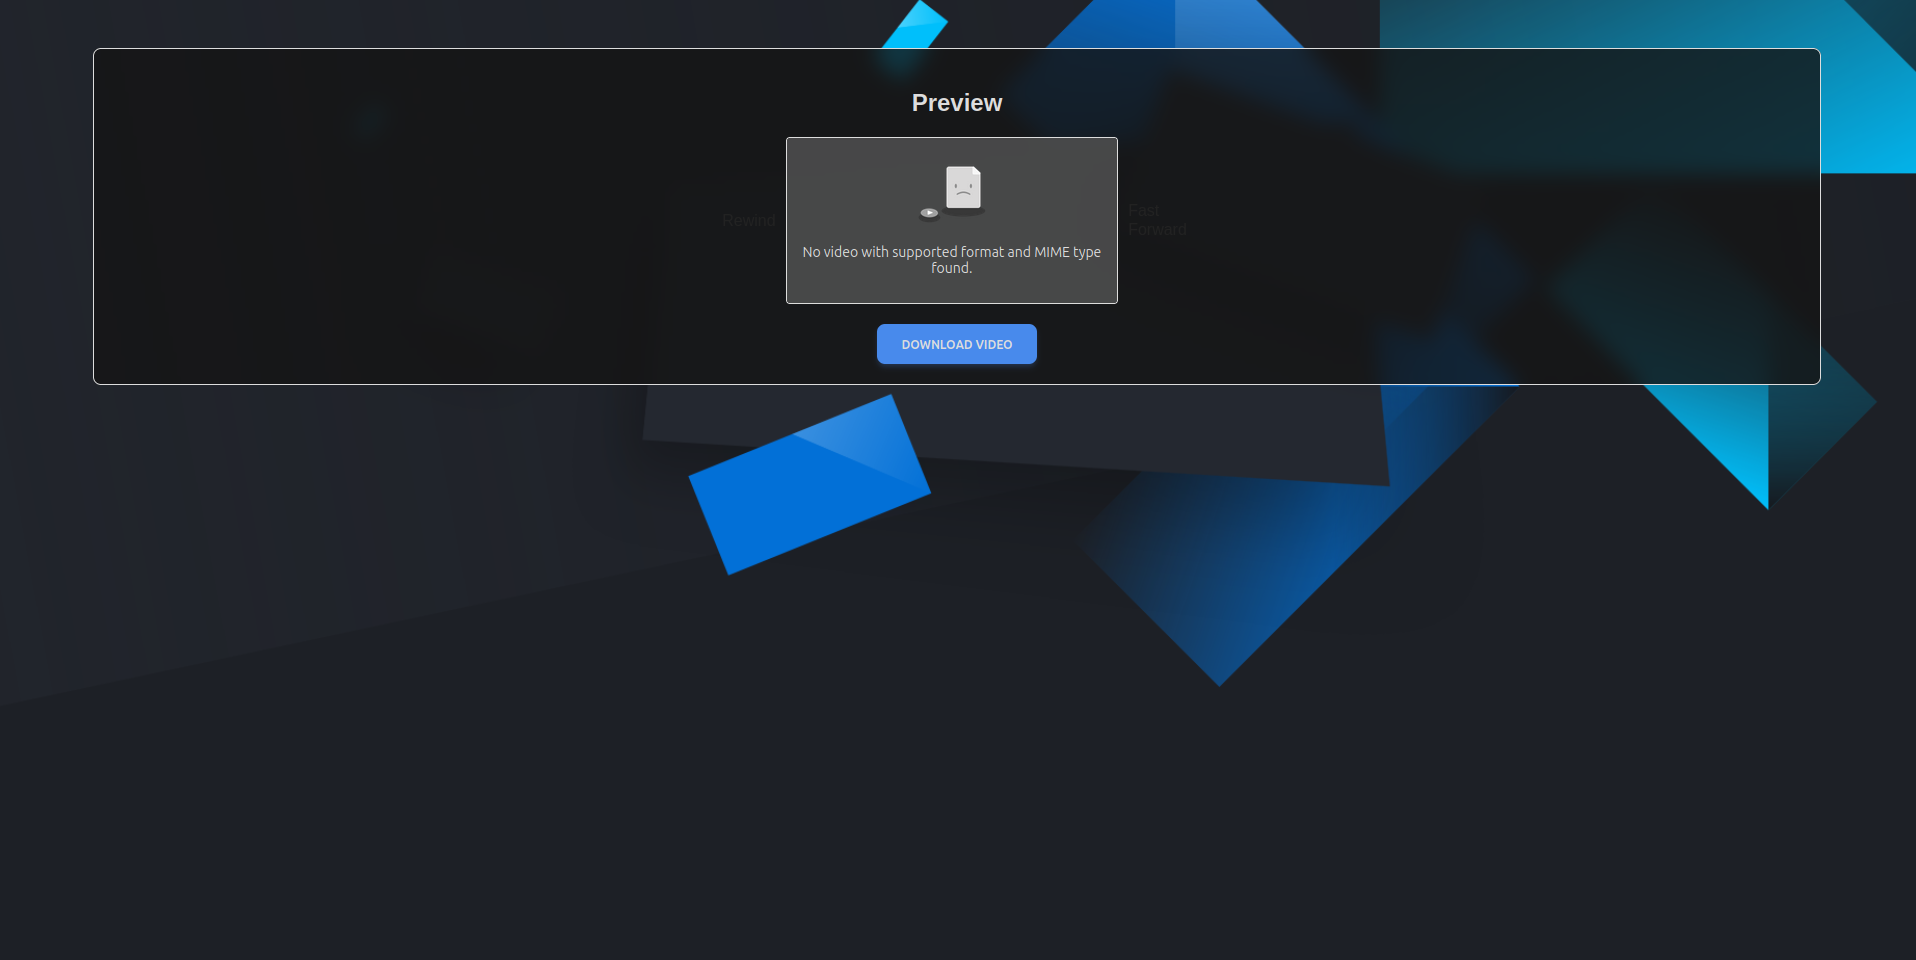 Preview
Rewind
Fast
Forward
No video with supported format and MIME type
found.
DOWNLOAD VIDEO